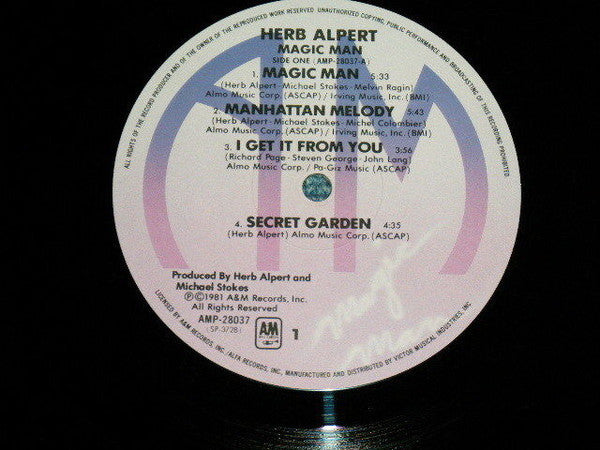 ALL RIGHTS OF THE RECORD PRODUCER AND OF THE OWNER OF THE WORK REPRODUCED RESERVED. UNAUTHORIZED COPYING, PUBLIC PERFORMANCE AND BROADCASTING OF THIS RECORD PROHIBITED
HERB ALPERT
MAGIC MAN
SIDE ONE (AMP-28037-A)
1. MAGIC MAN 5:33
(Herb Alpert - Michael Stokes - Melvin Ragin)
Almo Music Corp. (ASCAP) / Irving Music, Inc. (BMI)
2. MANHATTAN MELODY 5:43
(Herb Alpert - Michael Stokes - Michel Colombier)
Almo Music Corp. (ASCAP) / Irving Music, Inc. (BMI)
3. I GET IT FROM YOU 3:56
(Richard Page - Steven George - John Lang)
Almo Music Corp. / Pa-Giz Music (ASCAP)
4. SECRET GARDEN 4:35
(Herb Alpert) Almo Music Corp. (ASCAP)
Produced By Herb Alpert and
Michael Stokes
ⓟ©1981 A&M Records, Inc.
All Rights Reserved
AMP-28037
(SP-3728)
A&M
RECORDS
1
magic
man
LICENSED BY A&M RECORDS, INC./ALFA RECORDS, INC., MANUFACTURED AND DISTRIBUTED BY VICTOR MUSICAL INDUSTRIES, INC.